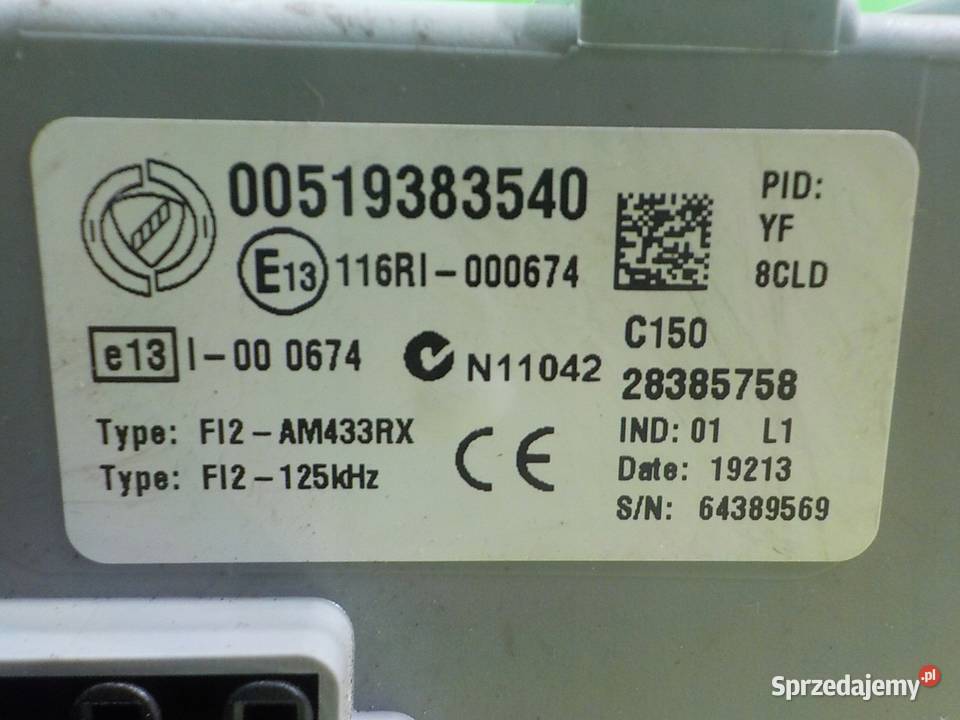 00519383540
E13 116RI-000674
e13 I-00 0674
N11042
Type: FI2-AM433RX
Type: FI2-125kHz
CE
PID:
YF
8CLD
C150
28385758
IND: 01 L1
Date: 19213
S/N: 64389569
Sprzedajemy.pl